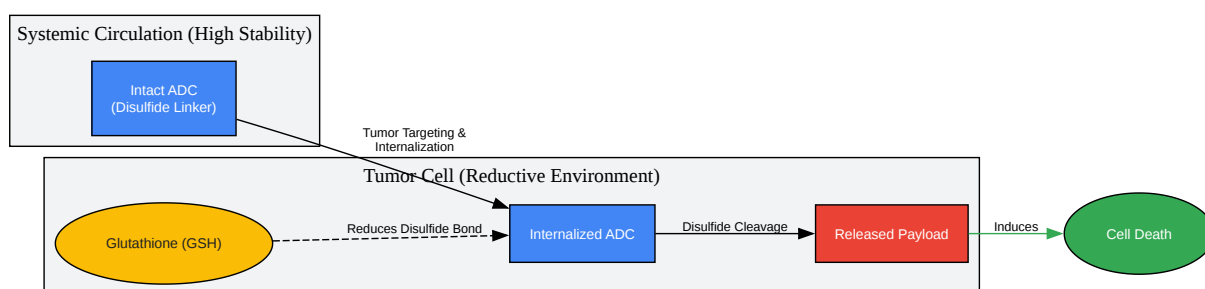 Systemic Circulation (High Stability)
Intact ADC
(Disulfide Linker)
Tumor Targeting &
Internalization
Tumor Cell (Reductive Environment)
Glutathione (GSH)
Reduces Disulfide Bond
Internalized ADC
Disulfide Cleavage
Released Payload
Induces
Cell Death